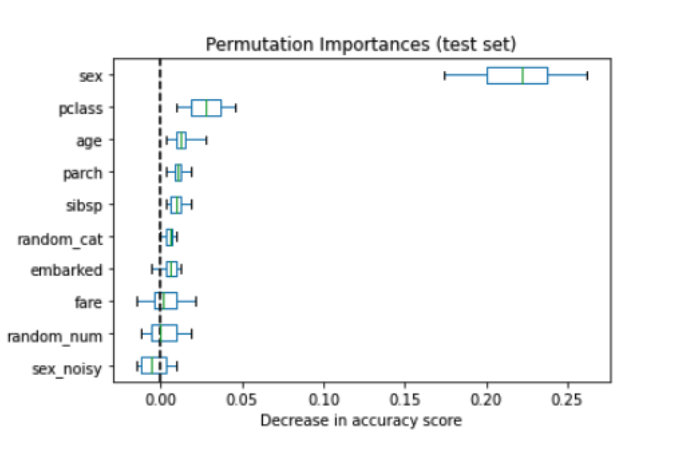 Permutation Importances (test set)
sex
pclass
age
parch
sibsp
random_cat
embarked
fare
random_num
sex_noisy
0.00 0.05 0.10 0.15 0.20 0.25
Decrease in accuracy score